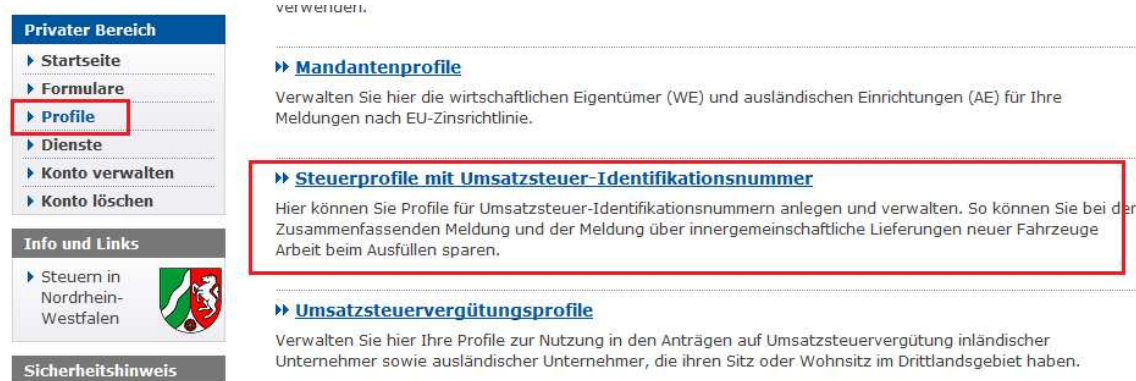 Privater Bereich
Startseite
Formulare
Profile
Dienste
Konto verwalten
Konto löschen
Info und Links
Steuern in
Nordrhein-
Westfalen
Sicherheitshinweis
verwenden.
Mandantenprofile
Verwalten Sie hier die wirtschaftlichen Eigentümer (WE) und ausländischen Einrichtungen (AE) für Ihre
Meldungen nach EU-Zinsrichtlinie.
Steuerprofile mit Umsatzsteuer-Identifikationsnummer
Hier können Sie Profile für Umsatzsteuer-Identifikationsnummern anlegen und verwalten. So können Sie bei der
Zusammenfassenden Meldung und der Meldung über innergemeinschaftliche Lieferungen neuer Fahrzeuge
Arbeit beim Ausfüllen sparen.
Umsatzsteuervergütungsprofile
Verwalten Sie hier Ihre Profile zur Nutzung in den Anträgen auf Umsatzsteuervergütung inländischer
Unternehmer sowie ausländischer Unternehmer, die ihren Sitz oder Wohnsitz im Drittlandsgebiet haben.